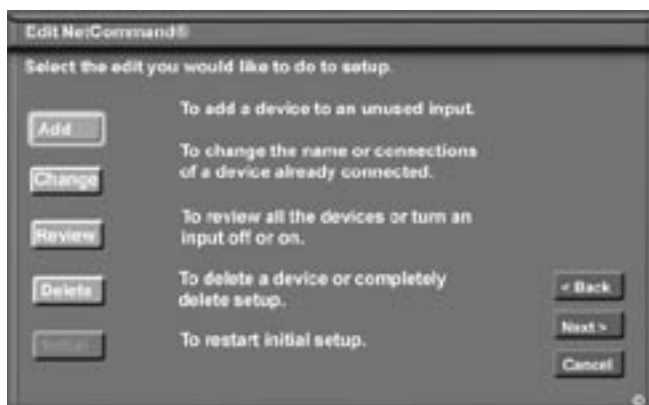 Edit NetCommand®
Select the edit you would like to do to setup.
Add
To add a device to an unused input.
Change
To change the name or connections
of a device already connected.
Review
To review all the devices or turn an
input off or on.
Delete
To delete a device or completely
delete setup.
Initial
To restart initial setup.
< Back
Next >
Cancel